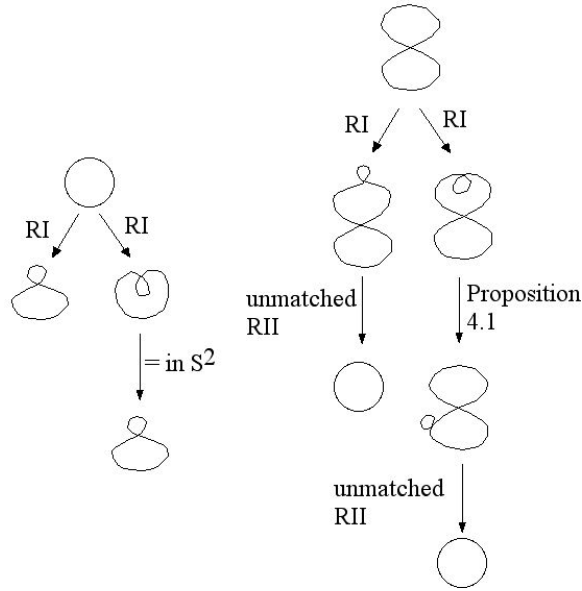 RI
RI
= in S2
RI
RI
unmatched
RII
Proposition
4.1
unmatched
RII